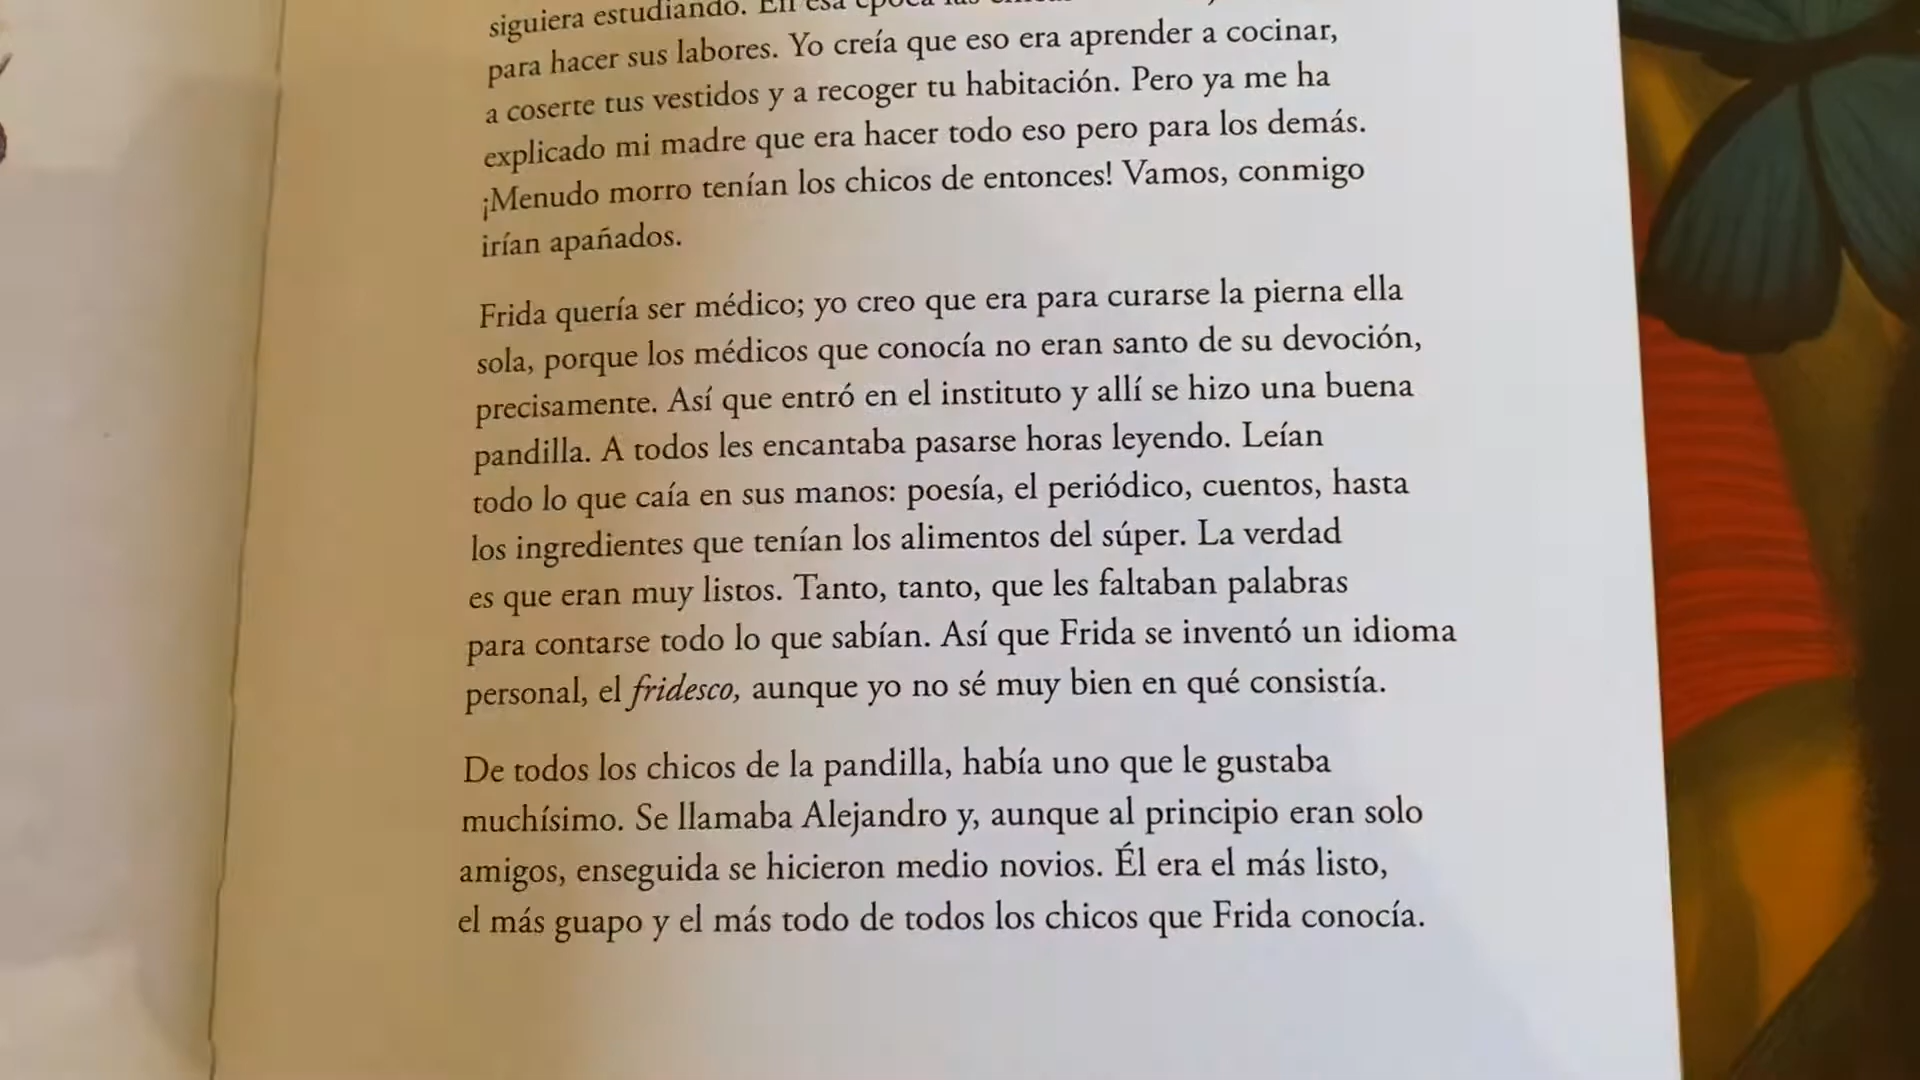 siguiera estudiando. En esa época las
para hacer sus labores. Yo creía que eso era aprender a cocinar,
a coserte tus vestidos y a recoger tu habitación. Pero ya me ha
explicado mi madre que era hacer todo eso pero para los demás.
¡Menudo morro tenían los chicos de entonces! Vamos, conmigo
irían apañados.
Frida quería ser médico; yo creo que era para curarse la pierna ella
sola, porque los médicos que conocía no eran santo de su devoción,
precisamente. Así que entró en el instituto y allí se hizo una buena
pandilla. A todos les encantaba pasarse horas leyendo. Leían
todo lo que caía en sus manos: poesía, el periódico, cuentos, hasta
los ingredientes que tenían los alimentos del súper. La verdad
es que eran muy listos. Tanto, tanto, que les faltaban palabras
para contarse todo lo que sabían. Así que Frida se inventó un idioma
personal, el fridesco, aunque yo no sé muy bien en qué consistía.
De todos los chicos de la pandilla, había uno que le gustaba
muchísimo. Se llamaba Alejandro y, aunque al principio eran solo
amigos, enseguida se hicieron medio novios. Él era el más listo,
el más guapo y el más todo de todos los chicos que Frida conocía.